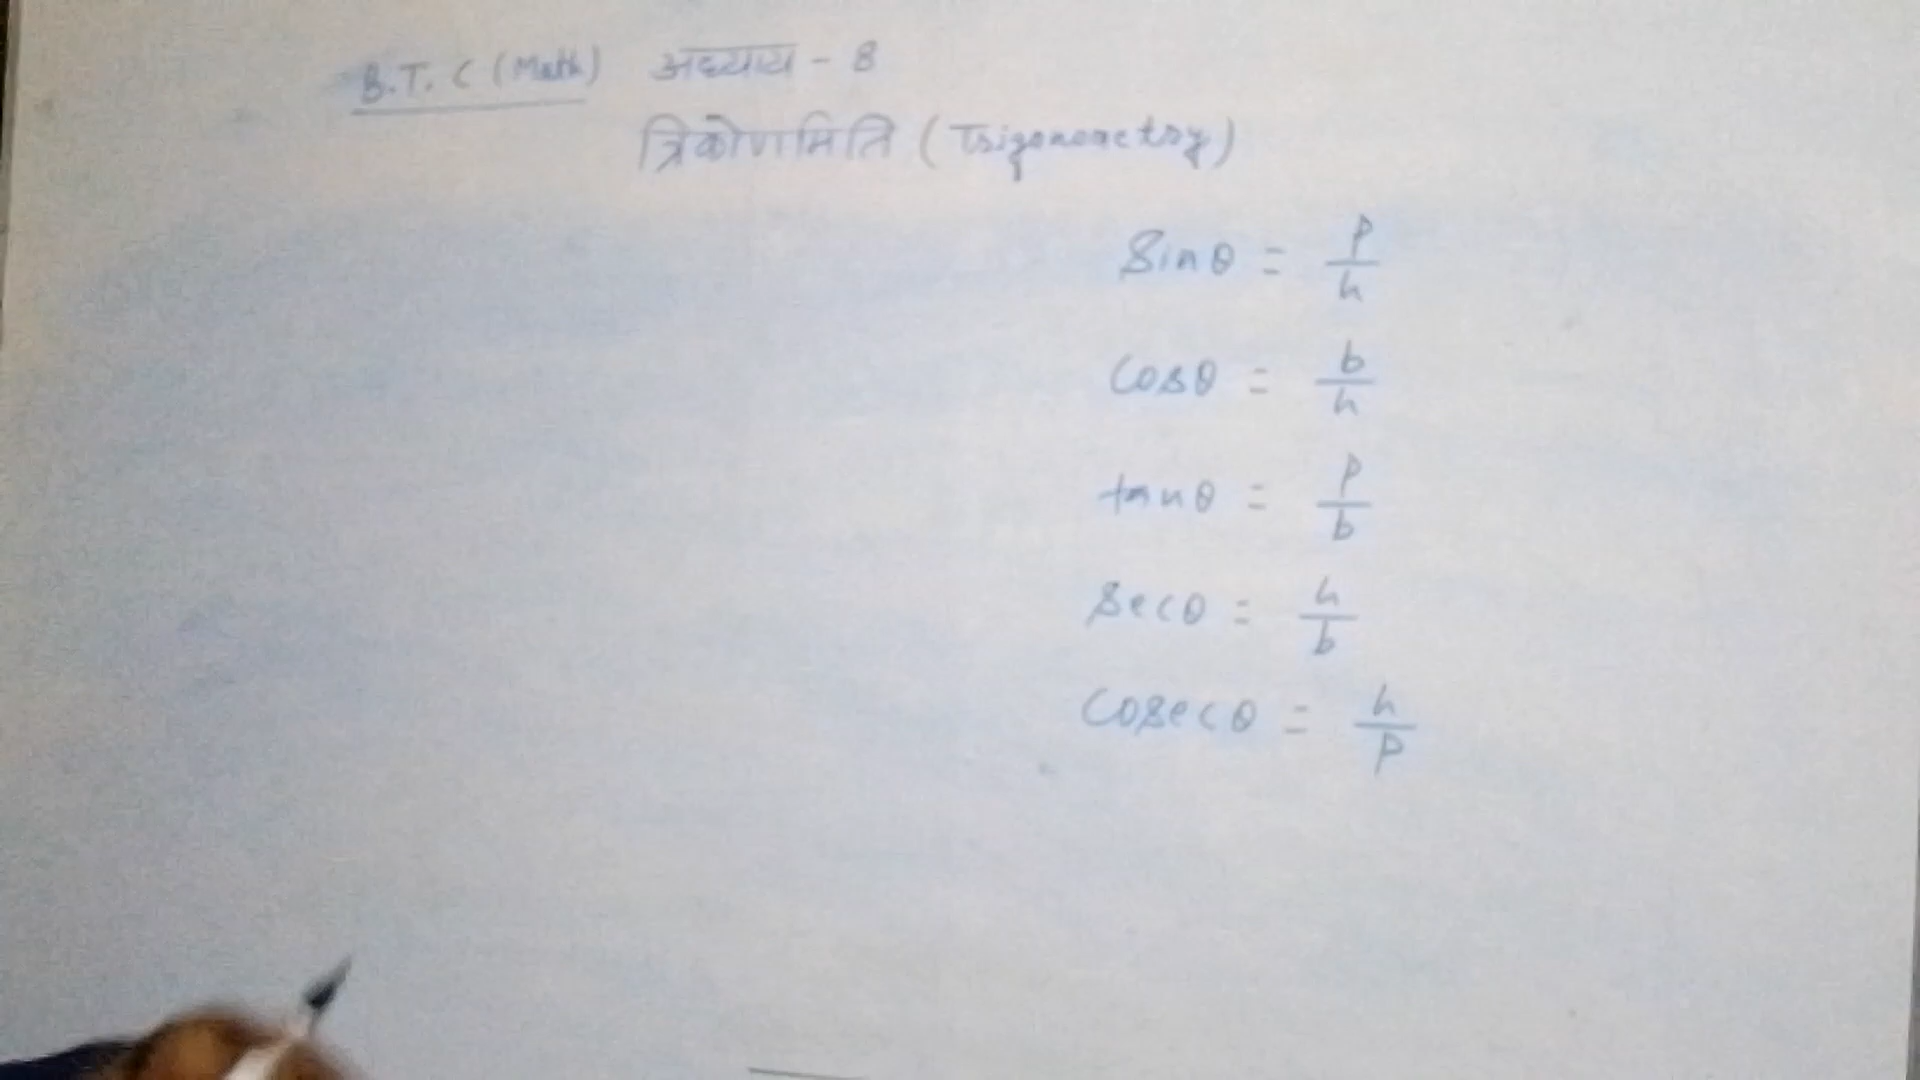 B.T.C (Math) अध्याय - 8
त्रिकोणमिति (Trigonometry)
Sinθ = p/h
Cosθ = b/h
tanθ = p/b
Secθ = h/b
Cosecθ = h/p